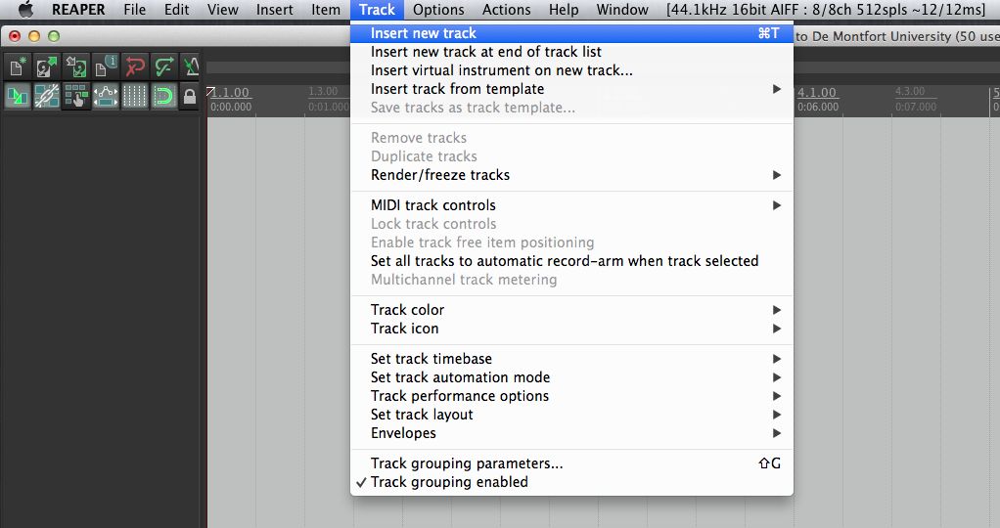 REAPER File Edit View Insert Item Track Options Actions Help Window [44.1kHz 16bit AIFF : 8/8ch 512spls ~12/12ms]
to De Montfort University (50 use
Insert new track ⌘T
Insert new track at end of track list
Insert virtual instrument on new track...
Insert track from template
Save tracks as track template...
1.1.00 1.3.00 4.1.00 4.3.00 5
0:00.000 0:01.000 0:06.000 0:07.000 0:
Remove tracks
Duplicate tracks
Render/freeze tracks
MIDI track controls
Lock track controls
Enable track free item positioning
Set all tracks to automatic record-arm when track selected
Multichannel track metering
Track color
Track icon
Set track timebase
Set track automation mode
Track performance options
Set track layout
Envelopes
Track grouping parameters... ⇧G
✓ Track grouping enabled